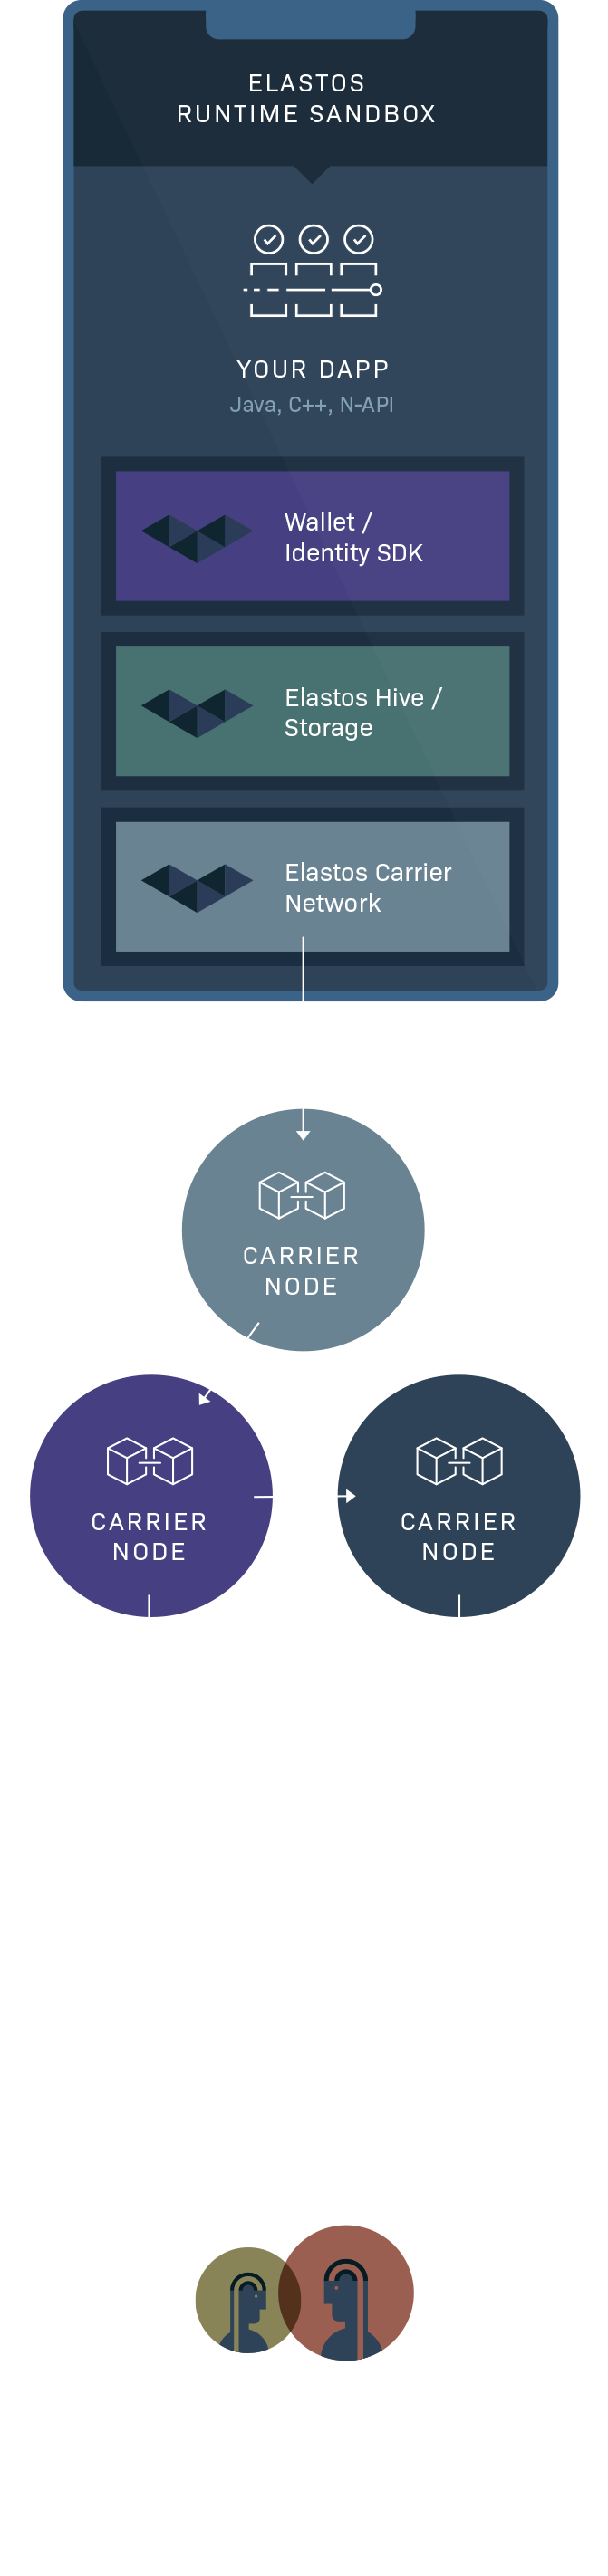 ELASTOS
RUNTIME SANDBOX
YOUR DAPP
Java, C++, N-API
Wallet /
Identity SDK
Elastos Hive /
Storage
Elastos Carrier
Network
CARRIER
NODE
CARRIER
NODE
CARRIER
NODE